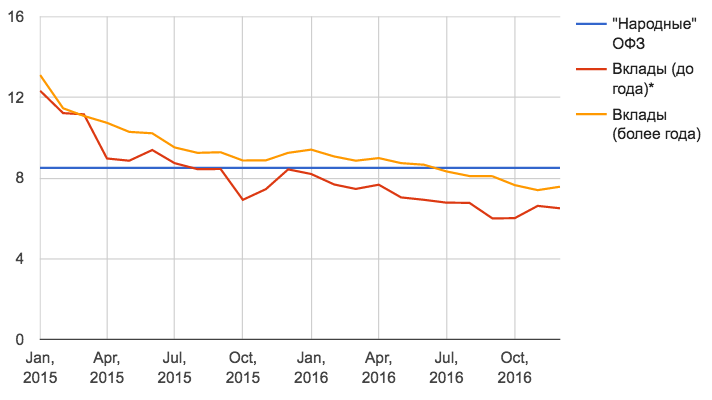 16
12
8
4
0
Jan,
2015
Apr,
2015
Jul,
2015
Oct,
2015
Jan,
2016
Apr,
2016
Jul,
2016
Oct,
2016
"Народные"
ОФЗ
Вклады (до
года)*
Вклады
(более года)